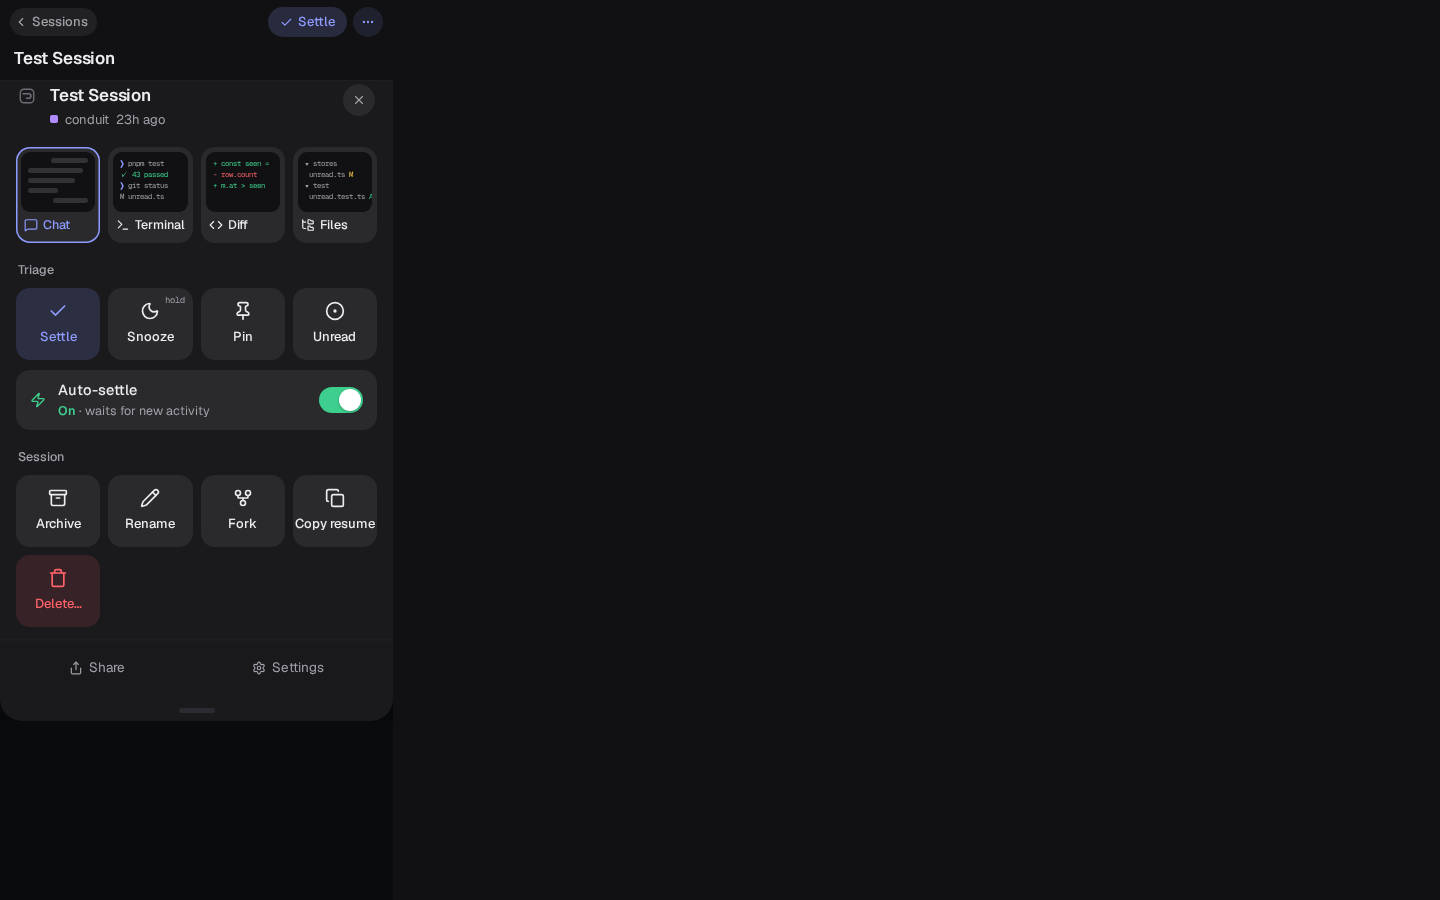 Sessions
Settle
Test Session
Test Session
conduit 23h ago
❯ pnpm test
✓ 43 passed
❯ git status
M unread.ts
+ const seen =
- row.count
+ m.at > seen
▾ stores
unread.ts M
▾ test
unread.test.ts A
Chat
Terminal
Diff
Files
Triage
Settle
hold
Snooze
Pin
Unread
Auto-settle
On · waits for new activity
Session
Archive
Rename
Fork
Copy resume
Delete...
Share
Settings